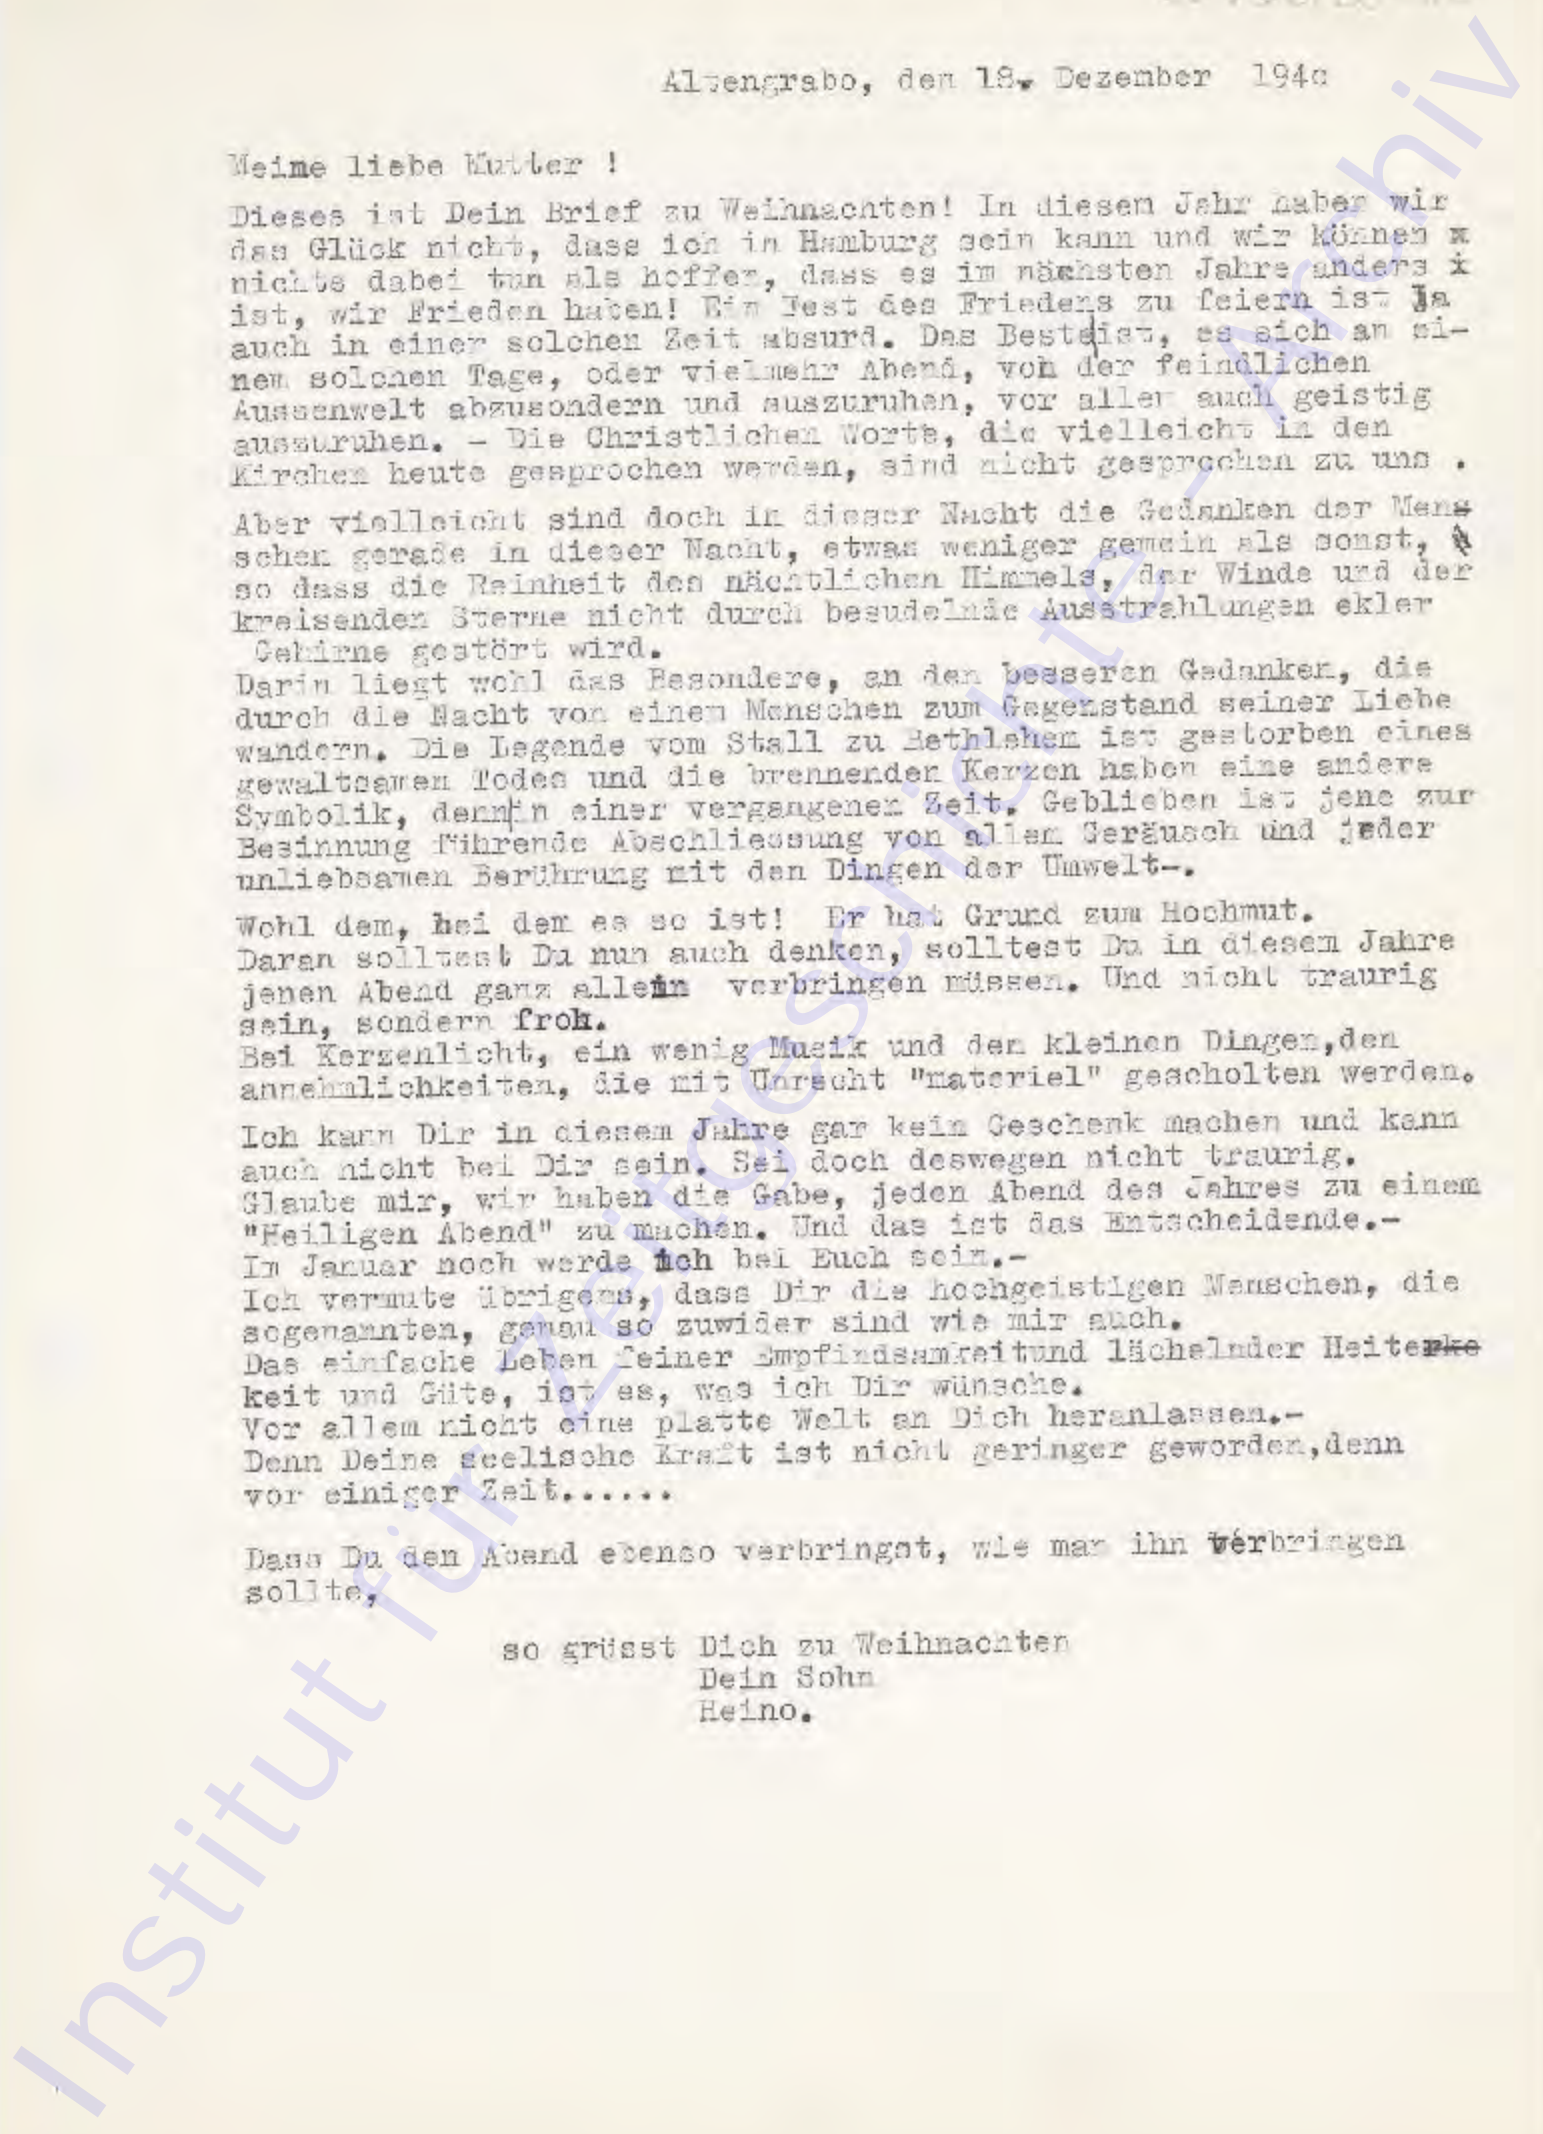 Altengrabo, den 18. Dezember 1940
Meine liebe Mutter !
Dieses ist Dein Brief zu Weihnachten! In diesem Jahr haben wir
das Glück nicht, dass ich in Hamburg sein kann und wir können x
nichts dabei tun als hoffen, dass es im nächsten Jahre anders i
ist, wir Frieden haben! Ein Fest des Friedens zu feiern ist ja
auch in einer solchen Zeit absurd. Das Beste|ist, es sich an ei-
nem solchen Tage, oder vielmehr Abend, von der feindlichen
Aussenwelt abzusondern und auszuruhen, vor allem auch geistig
auszuruhen. - Die Christlichen Worte, die vielleicht in den
Kirchen heute gesprochen werden, sind nicht gesprochen zu uns .
Aber vielleicht sind doch in dieser Nacht die Gedanken der Mens
schen gerade in dieser Nacht, etwas weniger gemein als sonst,
so dass die Reinheit des nächtlichen Himmels, der Winde und der
kreisenden Sterne nicht durch besudelnde Ausstrahlungen ekler
Gehirne gestört wird.
Darin liegt wohl das Besondere, an den besseren Gedanken, die
durch die Nacht von einem Menschen zum Gegenstand seiner Liebe
wandern. Die Legende vom Stall zu Bethlehem ist gestorben eines
gewaltsamen Todes und die brennenden Kerzen haben eine andere
Symbolik, denn|in einer vergangenen Zeit. Geblieben ist jene zur
Besinnung führende Abschliessung von allem Geräusch und jeder
unliebsamen Berührung mit den Dingen der Umwelt-.
Wohl dem, bei dem es so ist! Er hat Grund zum Hochmut.
Daran solltest Du nun auch denken, solltest Du in diesem Jahre
jenen Abend ganz allein verbringen müssen. Und nicht traurig
sein, sondern froh.
Bei Kerzenlicht, ein wenig Musik und den kleinen Dingen,den
annehmlichkeiten, die mit Unrecht "materiel" gescholten werden.
Ich kann Dir in diesem Jahre gar kein Geschenk machen und kann
auch nicht bei Dir sein. Sei doch deswegen nicht traurig.
Glaube mir, wir haben die Gabe, jeden Abend des Jahres zu einem
"Heiligen Abend" zu machen. Und das ist das Entscheidende.-
Im Januar noch werde ich bei Euch sein.-
Ich vermute übrigens, dass Dir die hochgeistigen Menschen, die
sogenannten, genau so zuwider sind wie mir auch.
Das einfache Leben feiner Empfindsamkeitund lächelnder Heiterke
keit und Güte, ist es, was ich Dir wünsche.
Vor allem nicht eine platte Welt an Dich heranlassen.-
Denn Deine seelische Kraft ist nicht geringer geworden,denn
vor einiger Zeit......
Dass Du den Abend ebenso verbringst, wie man ihn verbringen
sollte,
so grüsst Dich zu Weihnachten
Dein Sohn
Heino.
Institut für Zeitgeschichte - Archiv